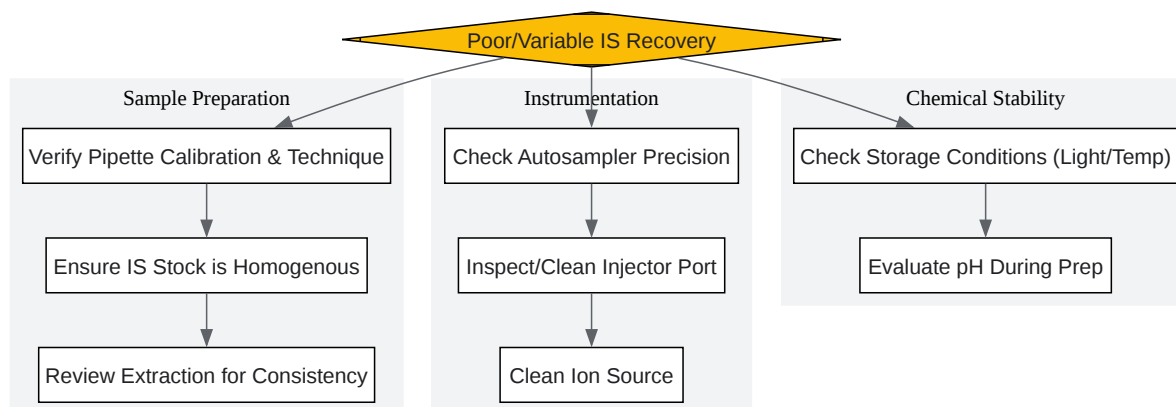 Poor/Variable IS Recovery
Sample Preparation
Verify Pipette Calibration & Technique
Ensure IS Stock is Homogenous
Review Extraction for Consistency
Instrumentation
Check Autosampler Precision
Inspect/Clean Injector Port
Clean Ion Source
Chemical Stability
Check Storage Conditions (Light/Temp)
Evaluate pH During Prep